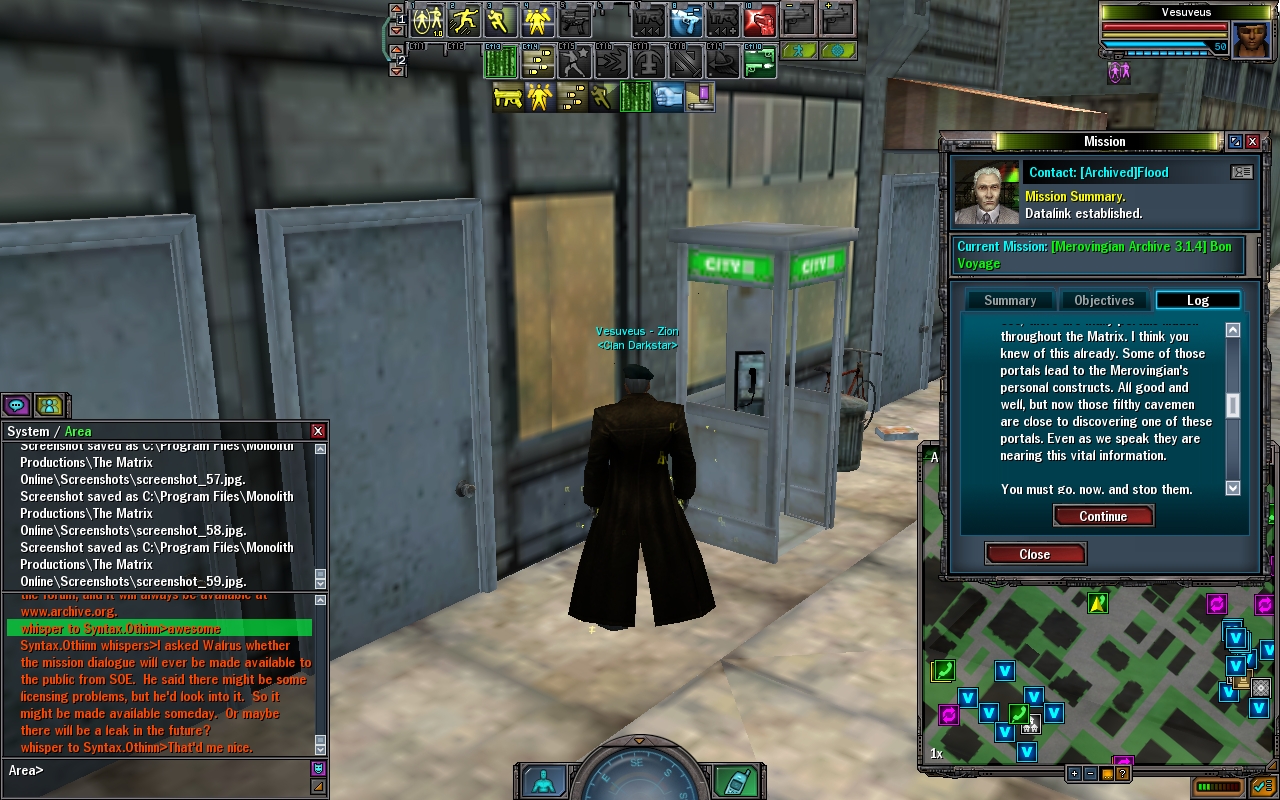 1
1.0
2
Vesuveus
50
Mission
Contact: [Archived]Flood
Mission Summary.
Datalink established.
Current Mission: [Merovingian Archive 3.1.4] Bon
Voyage
Summary
Objectives
Log
throughout the Matrix. I think you
knew of this already. Some of those
portals lead to the Merovingian's
personal constructs. All good and
well, but now those filthy cavemen
are close to discovering one of these
portals. Even as we speak they are
nearing this vital information.
You must go, now, and stop them.
Continue
Close
CITY
CITY
Vesuveus - Zion
<Clan Darkstar>
System / Area
Screenshot saved as C:\Program Files\Monolith
Productions\The Matrix
Online\Screenshots\screenshot_57.jpg.
Screenshot saved as C:\Program Files\Monolith
Productions\The Matrix
Online\Screenshots\screenshot_58.jpg.
Screenshot saved as C:\Program Files\Monolith
Productions\The Matrix
Online\Screenshots\screenshot_59.jpg.
the forum, and it will always be available at
www.archive.org.
whisper to Syntax.Othinn>awesome
Syntax.Othinn whispers>I asked Walrus whether
the mission dialogue will ever be made available to
the public from SOE. He said there might be some
licensing problems, but he'd look into it. So it
might be made available someday. Or maybe
there will be a leak in the future?
whisper to Syntax.Othinn>That'd me nice.
Area>
A
1x
E
SE
S